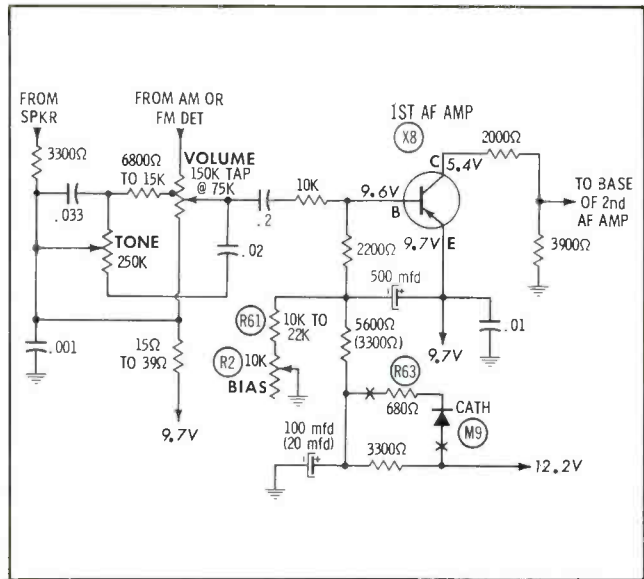 FROM
SPKR
FROM AM OR
FM DET
1ST AF AMP
X8
3300Ω
6800Ω
TO 15K
VOLUME
150K TAP
@ 75K
2000Ω
C
5.4V
.033
.2
10K
9.6V
B
TO BASE
OF 2nd
AF AMP
TONE
250K
.02
2200Ω
9.7V
E
3900Ω
500 mfd
+
R61
10K TO
22K
5600Ω
(3300Ω)
.01
.001
15Ω
TO 39Ω
R2
10K
BIAS
9.7V
R63
9.7V
680Ω
CATH
M9
100 mfd
(20 mfd)
+
3300Ω
12.2V